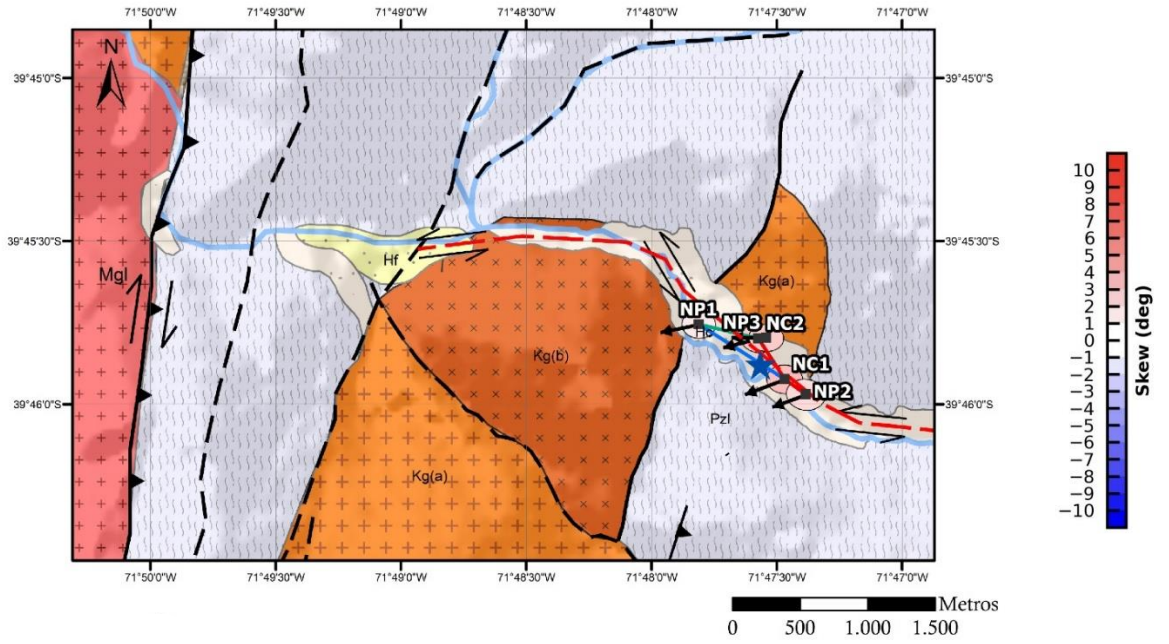 71°50'0"W 71°49'30"W 71°49'0"W 71°48'30"W 71°48'0"W 71°47'30"W 71°47'0"W
N
39°45'0"S 39°45'0"S
39°45'30"S 39°45'30"S
39°46'0"S 39°46'0"S
Mgl
Hf
Kg(a)
Kg(b)
NP1
NP3 NC2
NC1
NP2
Pzl
Kg(a)
71°50'0"W 71°49'30"W 71°49'0"W 71°48'30"W 71°48'0"W 71°47'30"W 71°47'0"W
10
9
8
7
6
5
4
3
2
1
0
−1
−2
−3
−4
−5
−6
−7
−8
−9
−10
Skew (deg)
Metros
0 500 1.000 1.500